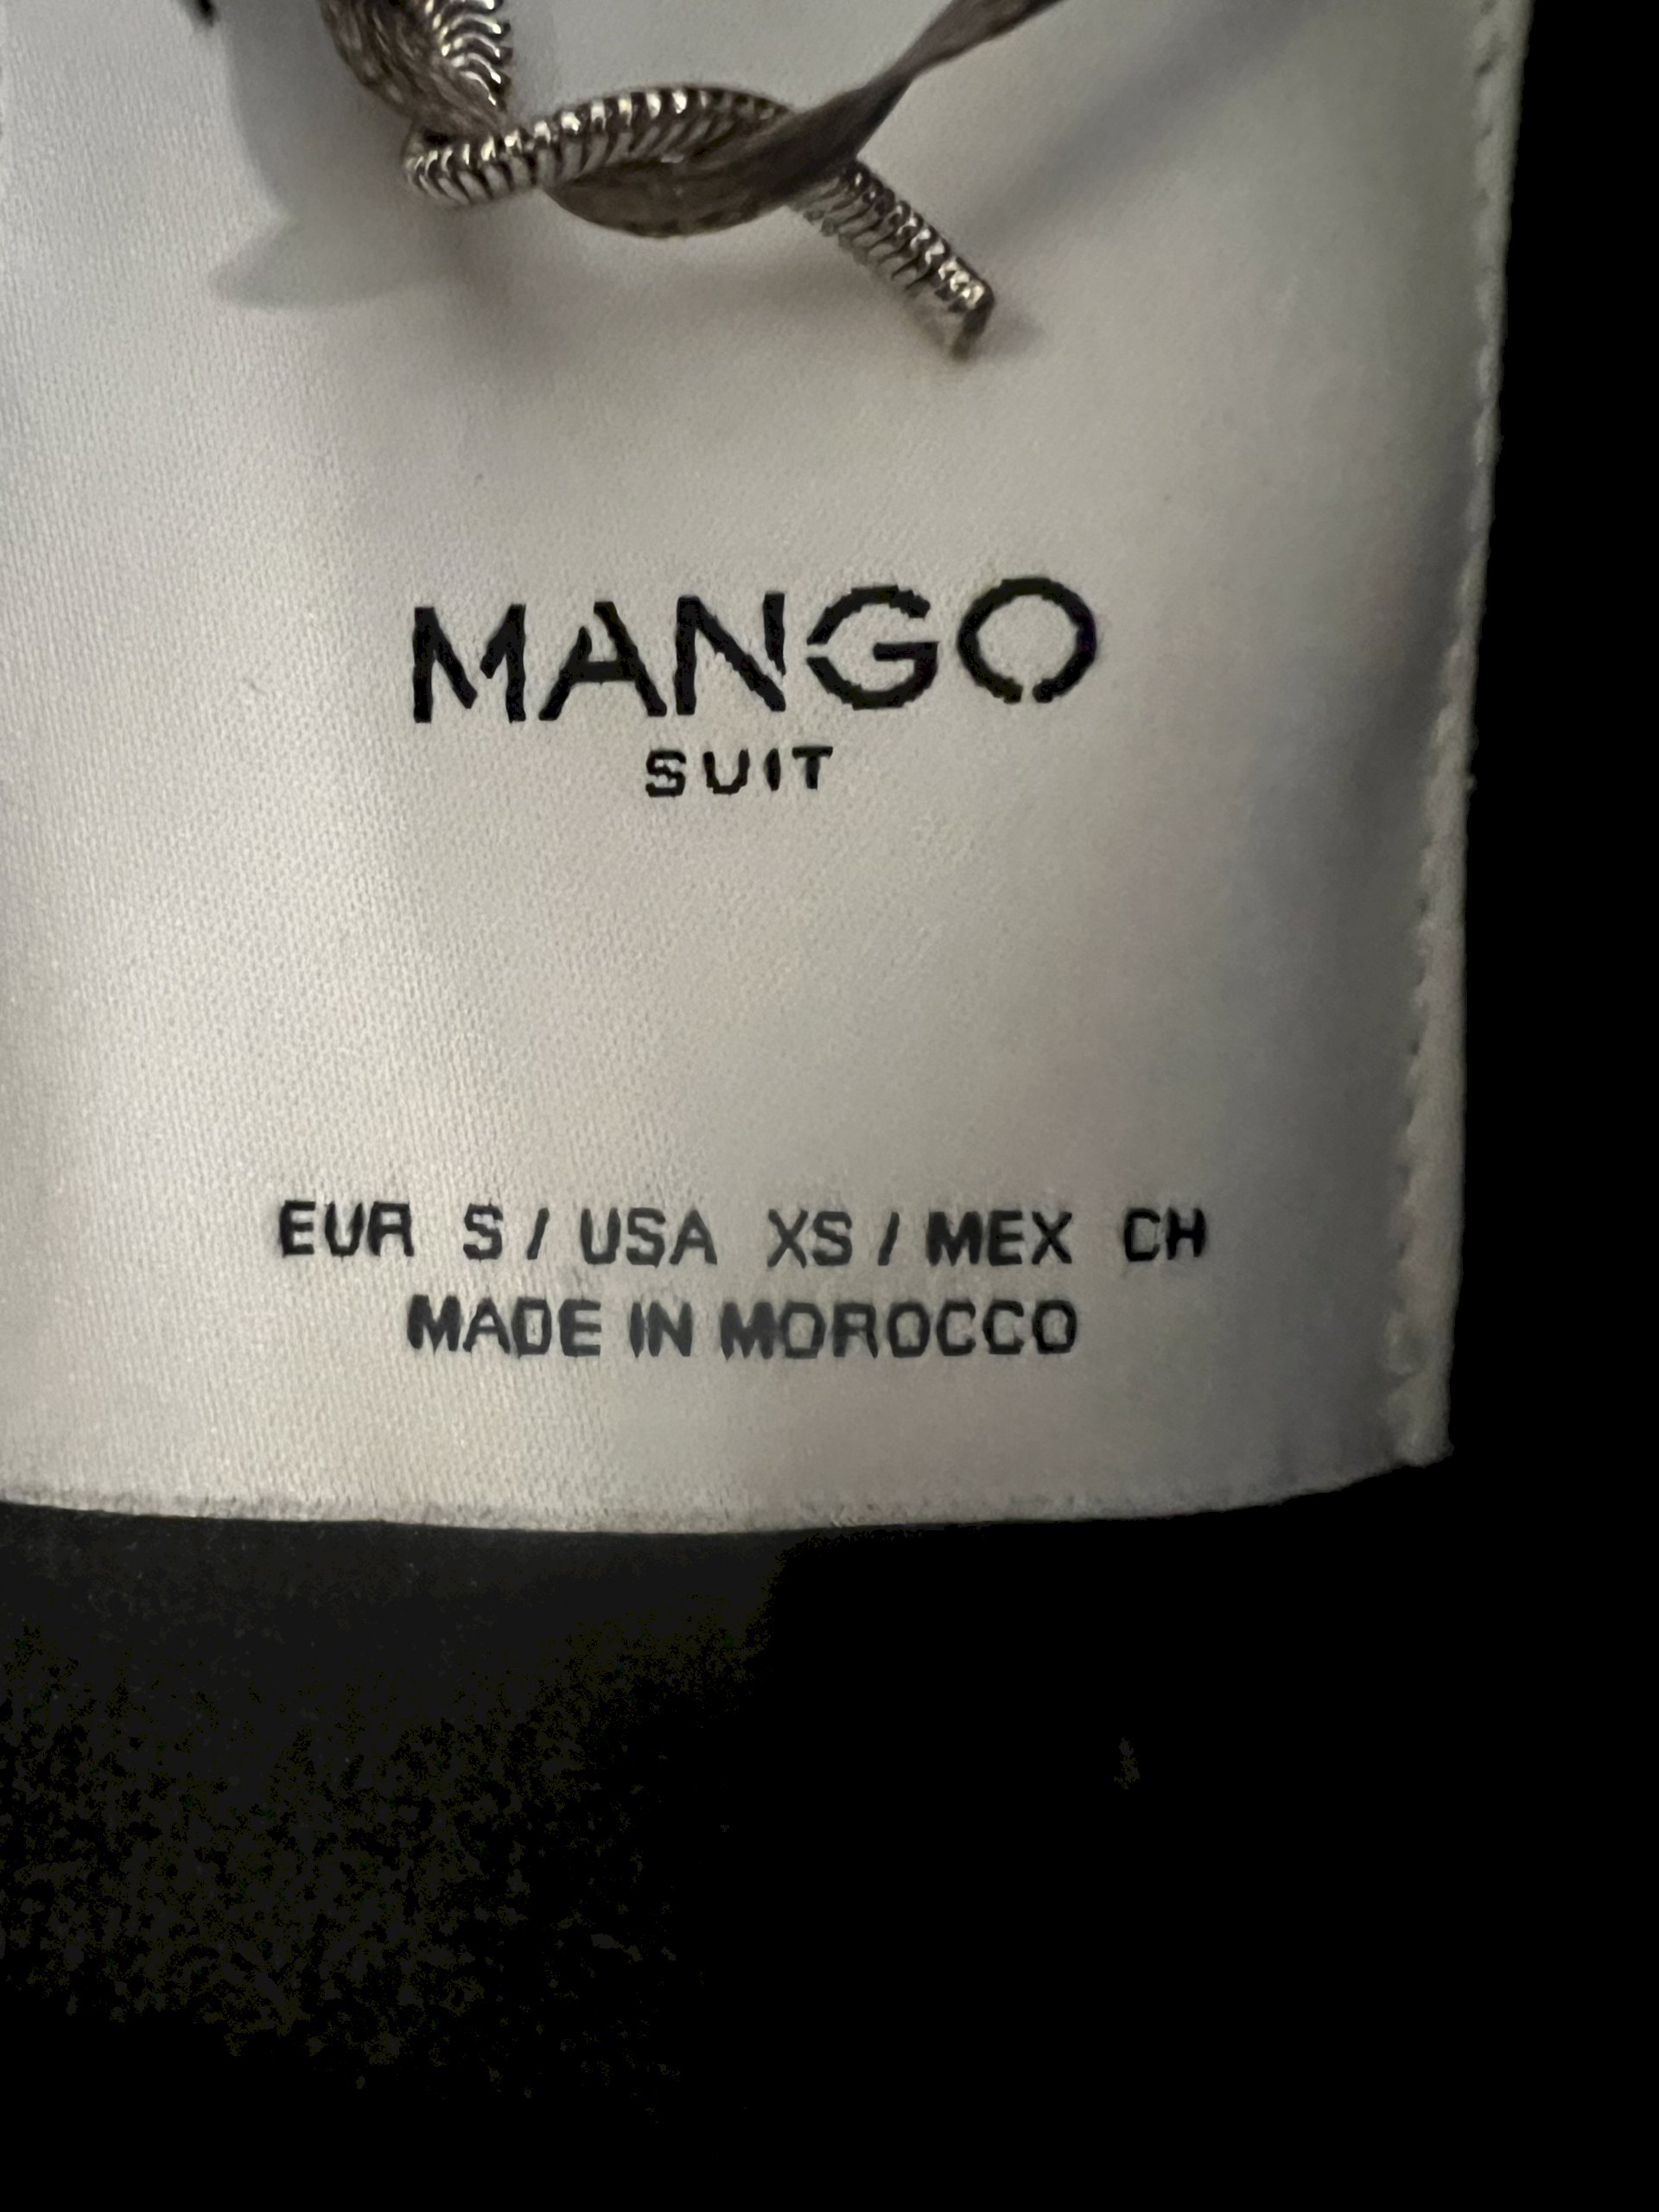 MANGO
SUIT
EUR S / USA XS / MEX CH
MADE IN MOROCCO